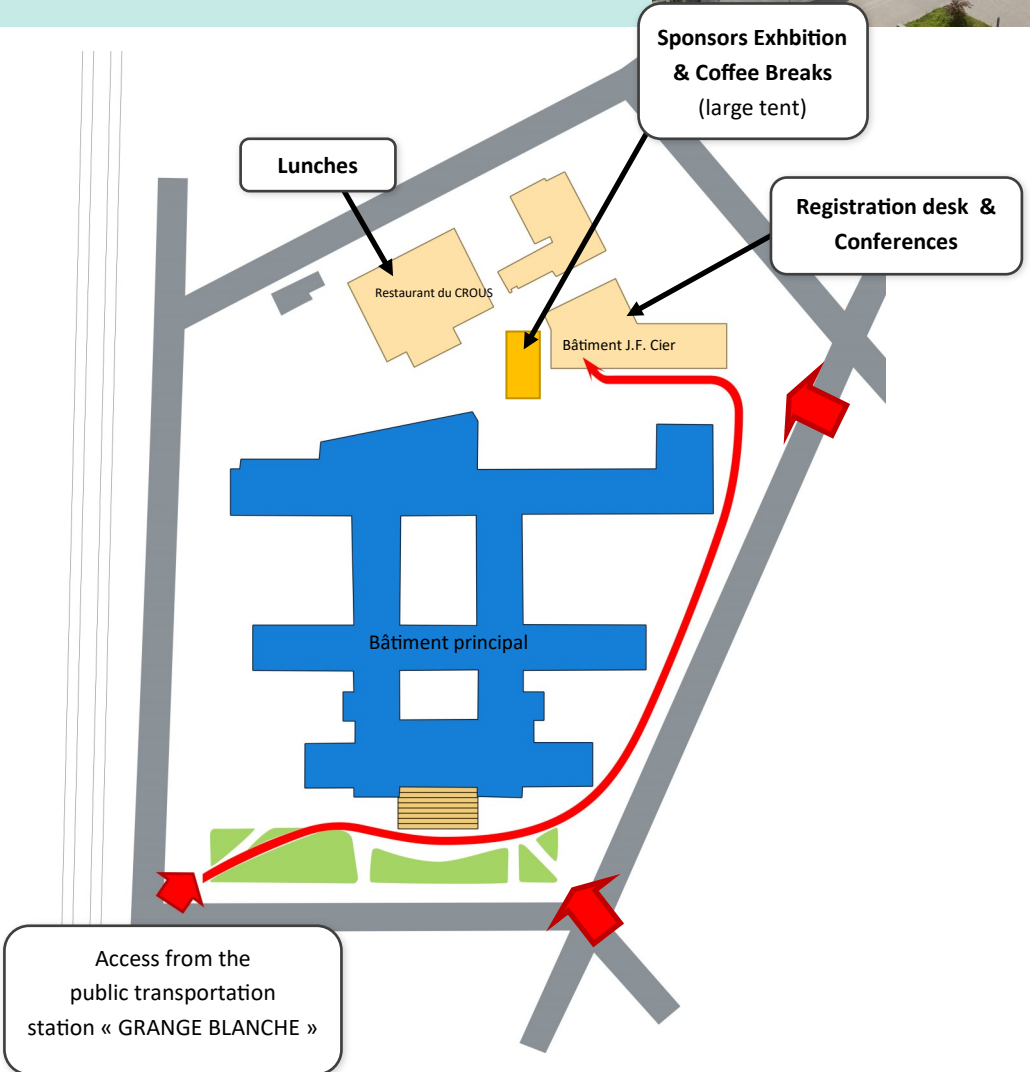 Sponsors Exhbition
& Coffee Breaks
(large tent)
Lunches
Registration desk &
Conferences
Restaurant du CROUS
Bâtiment J.F. Cier
Bâtiment principal
Access from the
public transportation
station « GRANGE BLANCHE »